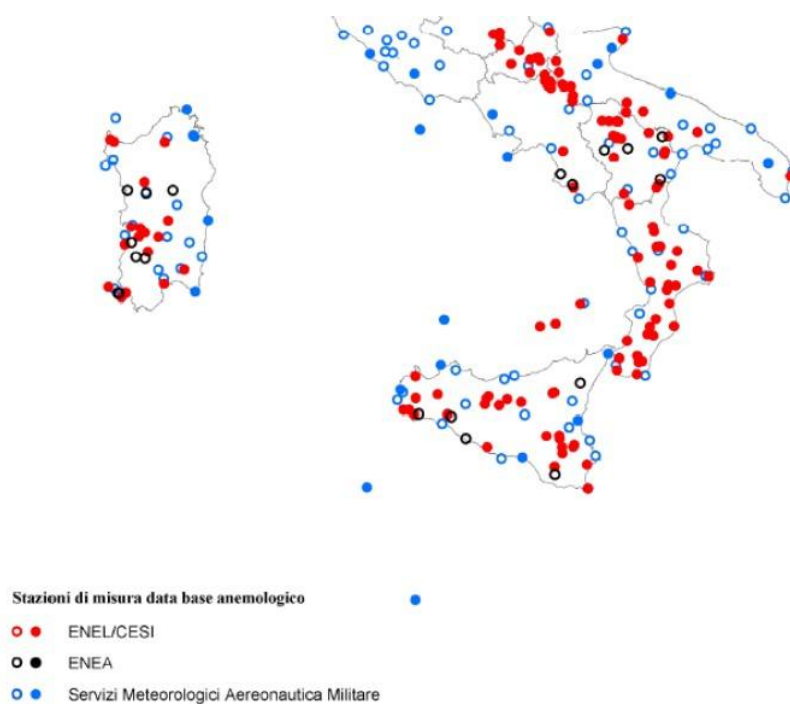 Stazioni di misura data base anemologico
ENEL/CESI
ENEA
Servizi Meteorologici Aereonautica Militare